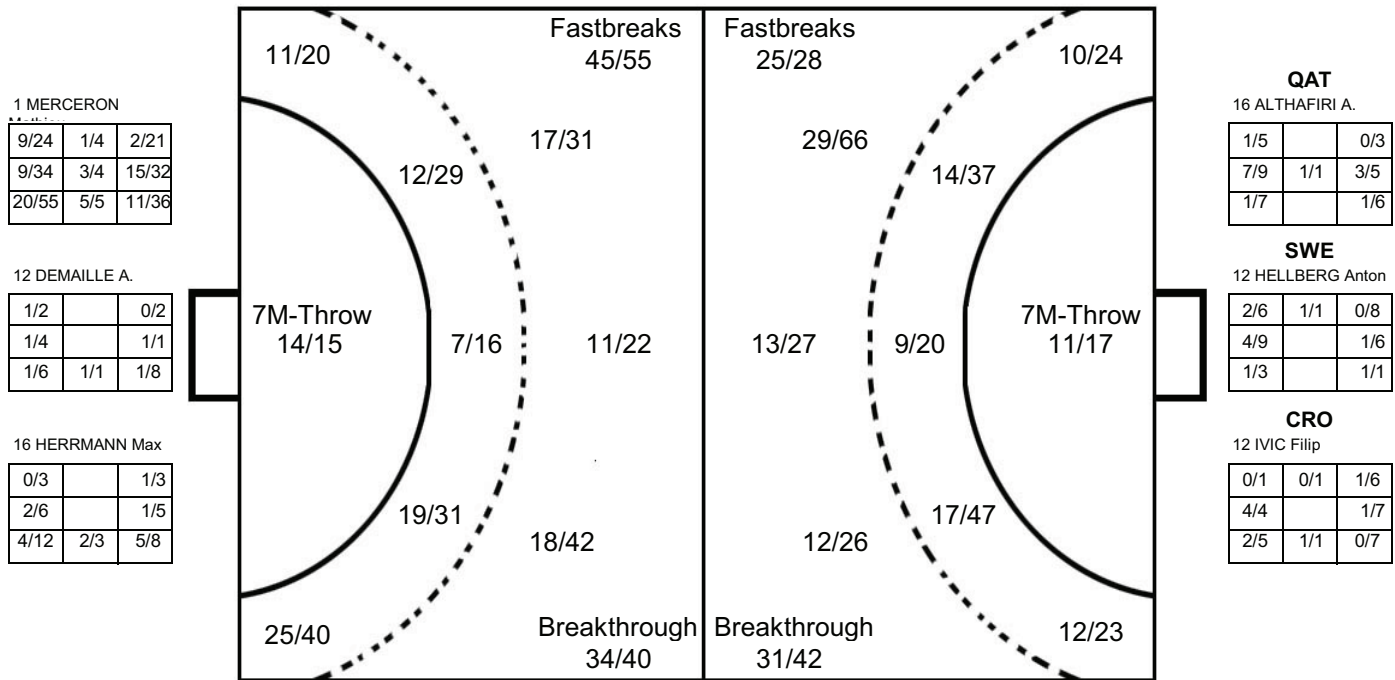 1 MERCERON
9/24 1/4 2/21
9/34 3/4 15/32
20/55 5/5 11/36
12 DEMAILLE A.
1/2 0/2
1/4 1/1
1/6 1/1 1/8
16 HERRMANN Max
0/3 1/3
2/6 1/5
4/12 2/3 5/8
11/20
Fastbreaks
45/55
17/31
12/29
7M-Throw
14/15
7/16
11/22
19/31
18/42
25/40
Breakthrough
34/40
Fastbreaks
25/28
10/24
29/66
14/37
13/27
9/20
7M-Throw
11/17
17/47
12/26
Breakthrough
31/42
12/23
QAT
16 ALTHAFIRI A.
1/5 0/3
7/9 1/1 3/5
1/7 1/6
SWE
12 HELLBERG Anton
2/6 1/1 0/8
4/9 1/6
1/3 1/1
CRO
12 IVIC Filip
0/1 0/1 1/6
4/4 1/7
2/5 1/1 0/7